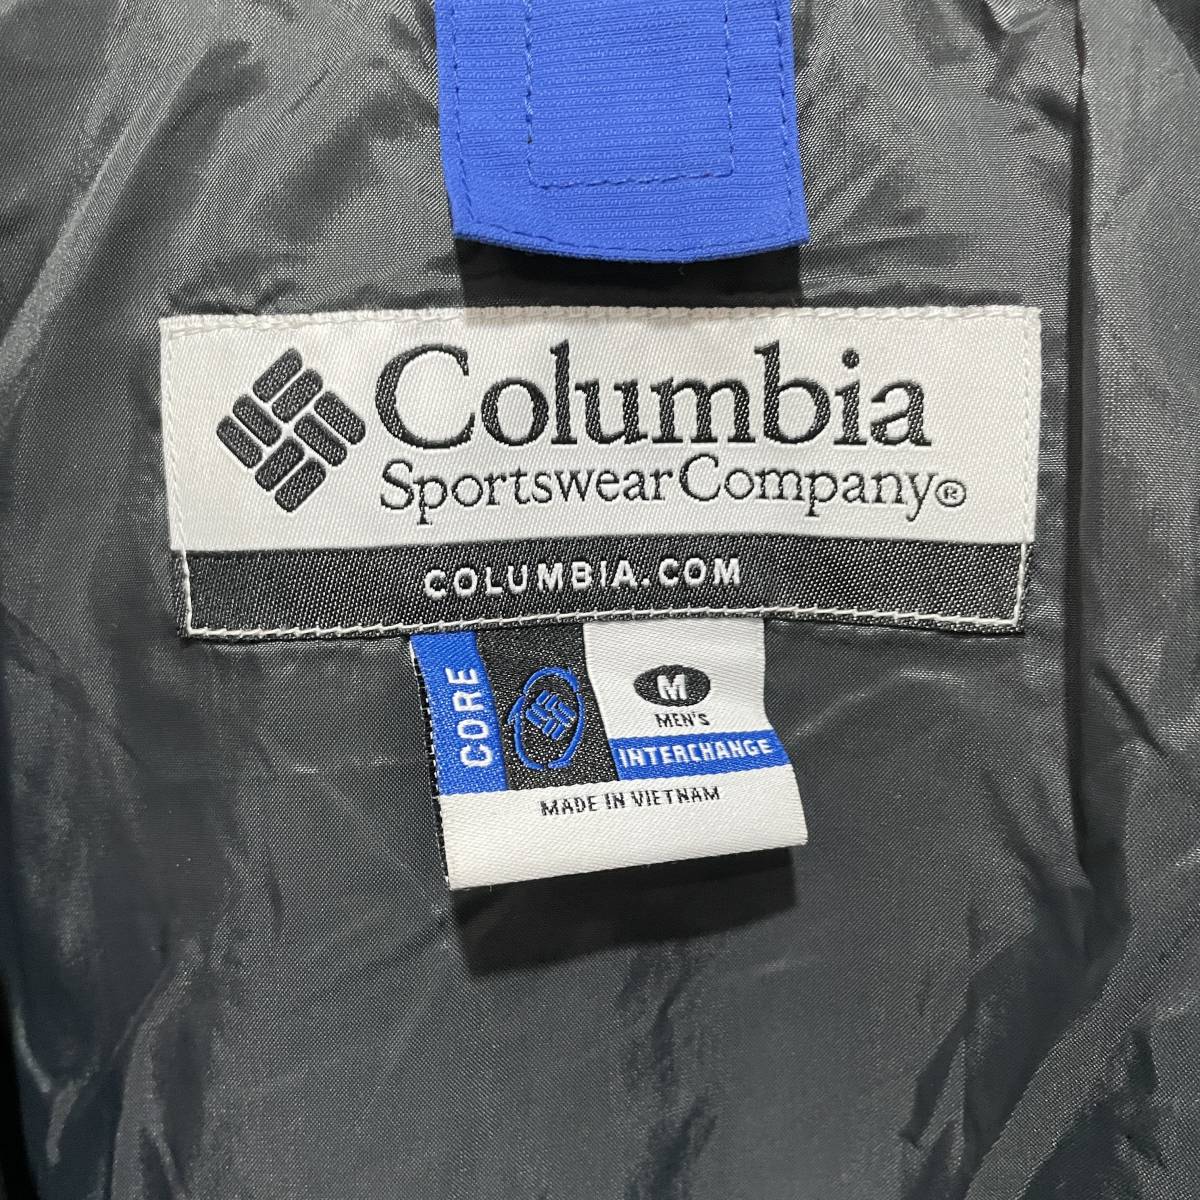 Columbia
Sportswear Company®
COLUMBIA.COM
CORE
M
MEN'S
INTERCHANGE
MADE IN VIETNAM